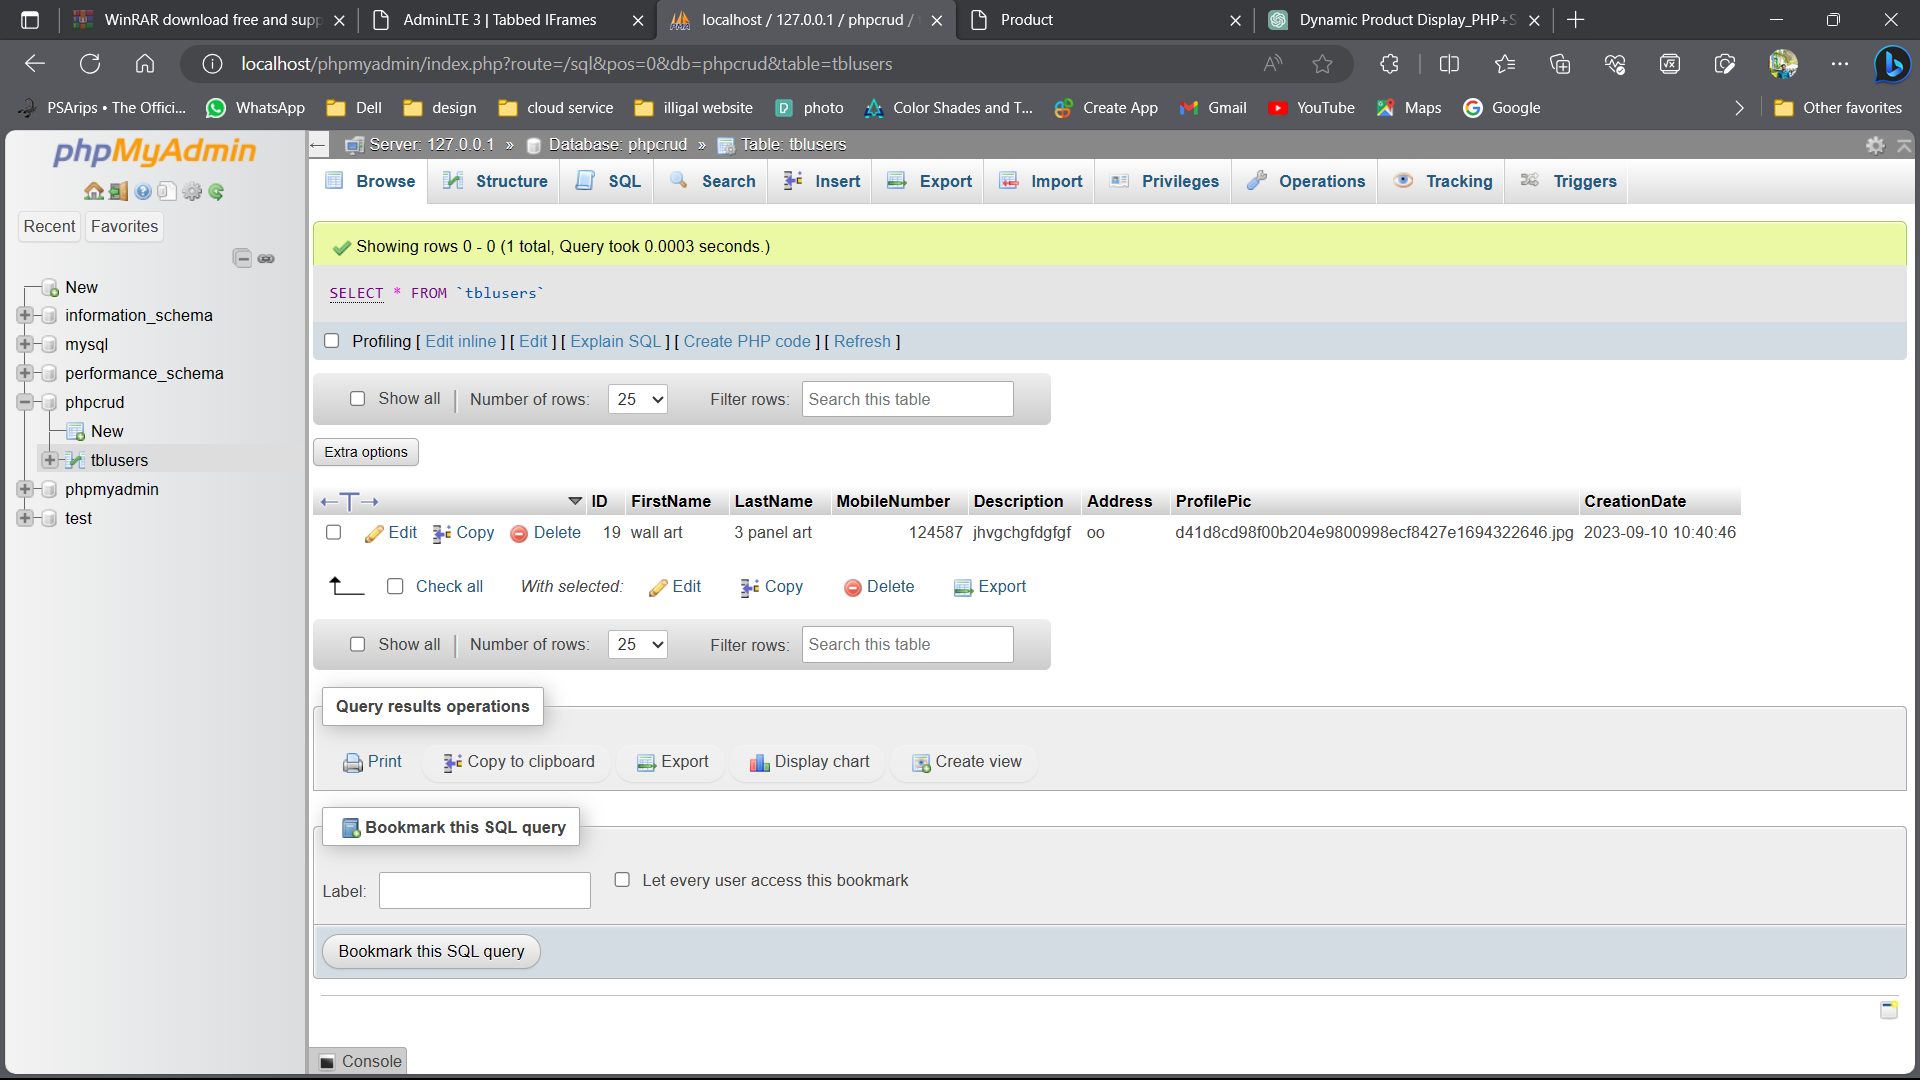 WinRAR download free and supp
AdminLTE 3 | Tabbed IFrames
localhost / 127.0.0.1 / phpcrud /
Product
Dynamic Product Display_PHP+S
localhost/phpmyadmin/index.php?route=/sql&pos=0&db=phpcrud&table=tblusers
PSArips • The Offici... WhatsApp Dell design cloud service illigal website photo Color Shades and T... Create App Gmail YouTube Maps Google Other favorites
phpMyAdmin
Recent Favorites
New
information_schema
mysql
performance_schema
phpcrud
New
tblusers
phpmyadmin
test
Server: 127.0.0.1 » Database: phpcrud » Table: tblusers
Browse Structure SQL Search Insert Export Import Privileges Operations Tracking Triggers
Showing rows 0 - 0 (1 total, Query took 0.0003 seconds.)
SELECT * FROM `tblusers`
Profiling [ Edit inline ] [ Edit ] [ Explain SQL ] [ Create PHP code ] [ Refresh ]
Show all Number of rows: 25 Filter rows: Search this table
Extra options
ID FirstName LastName MobileNumber Description Address ProfilePic CreationDate
Edit Copy Delete 19 wall art 3 panel art 124587 jhvgchgfdgfgf oo d41d8cd98f00b204e9800998ecf8427e1694322646.jpg 2023-09-10 10:40:46
Check all With selected: Edit Copy Delete Export
Show all Number of rows: 25 Filter rows: Search this table
Query results operations
Print Copy to clipboard Export Display chart Create view
Bookmark this SQL query
Label: Let every user access this bookmark
Bookmark this SQL query
Console